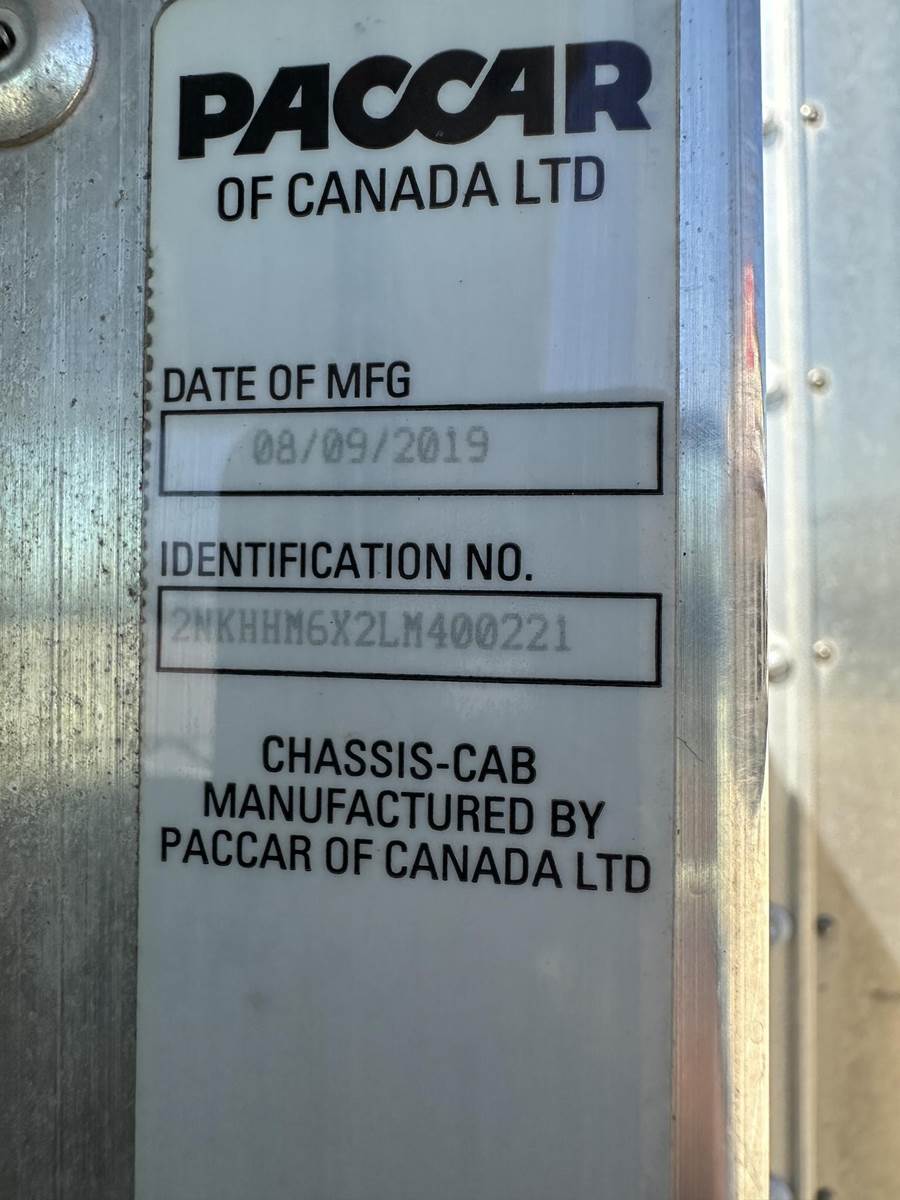 PACCAR
OF CANADA LTD
DATE OF MFG
08/09/2019
IDENTIFICATION NO.
2NKHHM6X2LM400221
CHASSIS-CAB
MANUFACTURED BY
PACCAR OF CANADA LTD